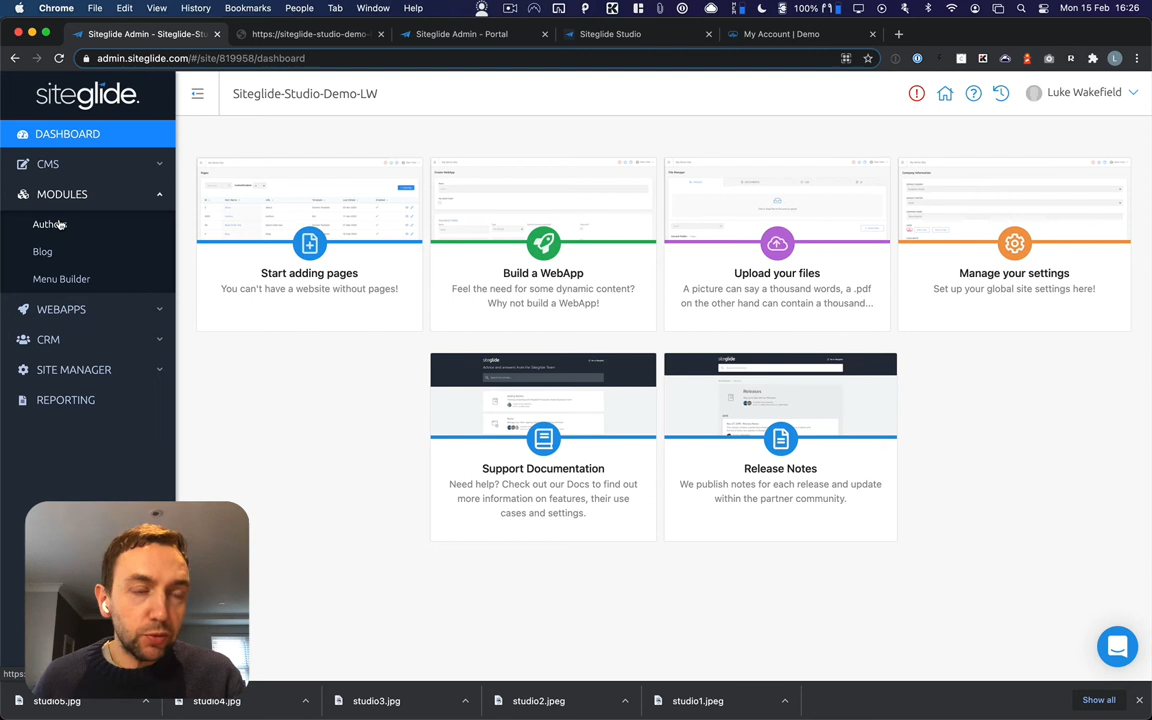 Chrome File Edit View History Bookmarks People Tab Window Help 100% Mon 15 Feb 16:26
Siteglide Admin - Siteglide-Stu
https://siteglide-studio-demo-
Siteglide Admin - Portal
Siteglide Studio
My Account | Demo
admin.siteglide.com/#/site/819958/dashboard
siteglide.
Siteglide-Studio-Demo-LW
Luke Wakefield
DASHBOARD
CMS
MODULES
Blog
Menu Builder
WEBAPPS
CRM
SITE MANAGER
REPORTING
Start adding pages
You can't have a website without pages!
Build a WebApp
Feel the need for some dynamic content?
Why not build a WebApp!
Upload your files
A picture can say a thousand words, a .pdf
on the other hand can contain a thousand...
Manage your settings
Set up your global site settings here!
Support Documentation
Need help? Check out our Docs to find out
more information on features, their use
cases and settings.
Release Notes
We publish notes for each release and update
within the partner community.
https:
studio5.jpg
studio4.jpg
studio3.jpg
studio2.jpeg
studio1.jpeg
Show all